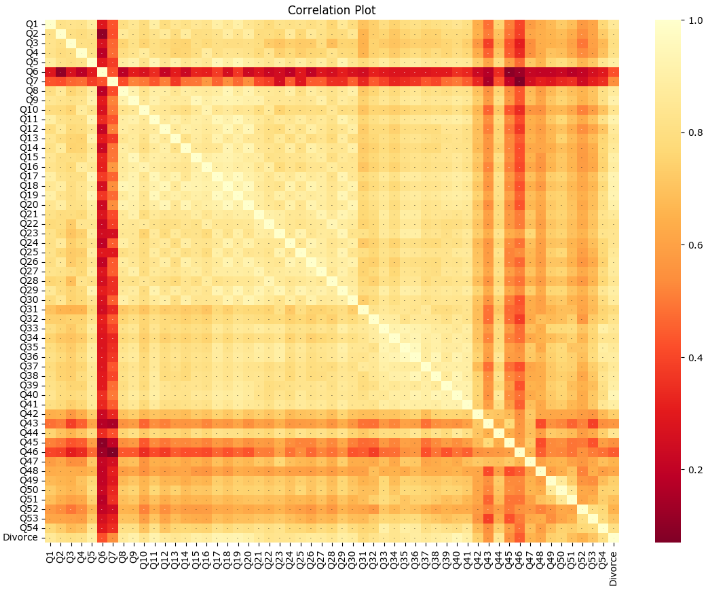 Correlation Plot
Q1
Q2
Q3
Q4
Q5
Q6
Q7
Q8
Q9
Q10
Q11
Q12
Q13
Q14
Q15
Q16
Q17
Q18
Q19
Q20
Q21
Q22
Q23
Q24
Q25
Q26
Q27
Q28
Q29
Q30
Q31
Q32
Q33
Q34
Q35
Q36
Q37
Q38
Q39
Q40
Q41
Q42
Q43
Q44
Q45
Q46
Q47
Q48
Q49
Q50
Q51
Q52
Q53
Q54
Divorce
Q1 Q2 Q3 Q4 Q5 Q6 Q7 Q8 Q9 Q10 Q11 Q12 Q13 Q14 Q15 Q16 Q17 Q18 Q19 Q20 Q21 Q22 Q23 Q24 Q25 Q26 Q27 Q28 Q29 Q30 Q31 Q32 Q33 Q34 Q35 Q36 Q37 Q38 Q39 Q40 Q41 Q42 Q43 Q44 Q45 Q46 Q47 Q48 Q49 Q50 Q51 Q52 Q53 Q54 Divorce
1.0
0.8
0.6
0.4
0.2